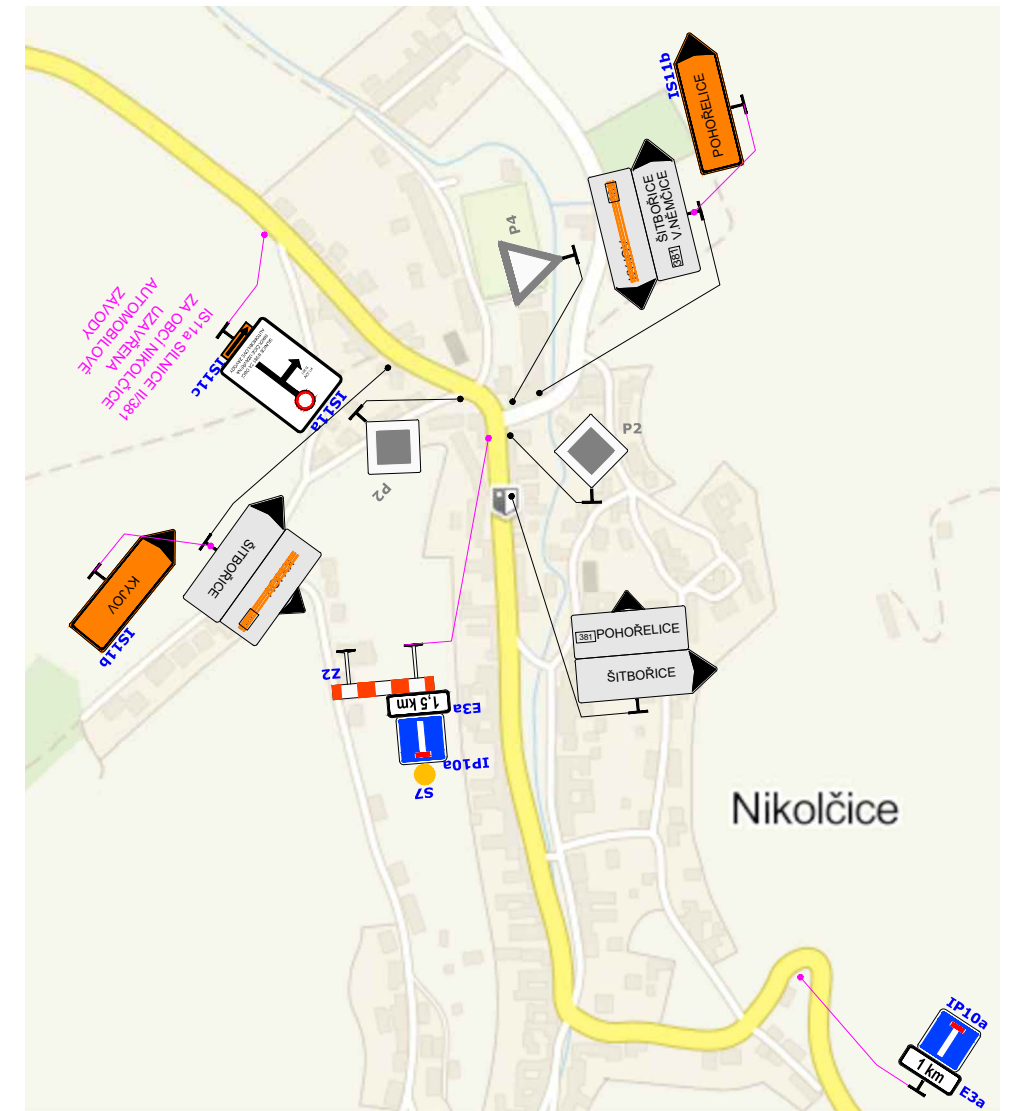 IS11b
POHOŘELICE
ŠITBOŘICE
V.NĚMČICE
381
P4
IS11a SILNICE II/381
ZA OBCÍ NIKOLČICE
UZAVŘENA
AUTOMOBILOVÉ
ZÁVODY
IS11c
IS11a
P2
P2
ŠITBOŘICE
KYJOV
IS11b
381
POHOŘELICE
ŠITBOŘICE
Z2
1,5 km
E3a
IP10a
S7
Nikolčice
IP10a
1 km
E3a